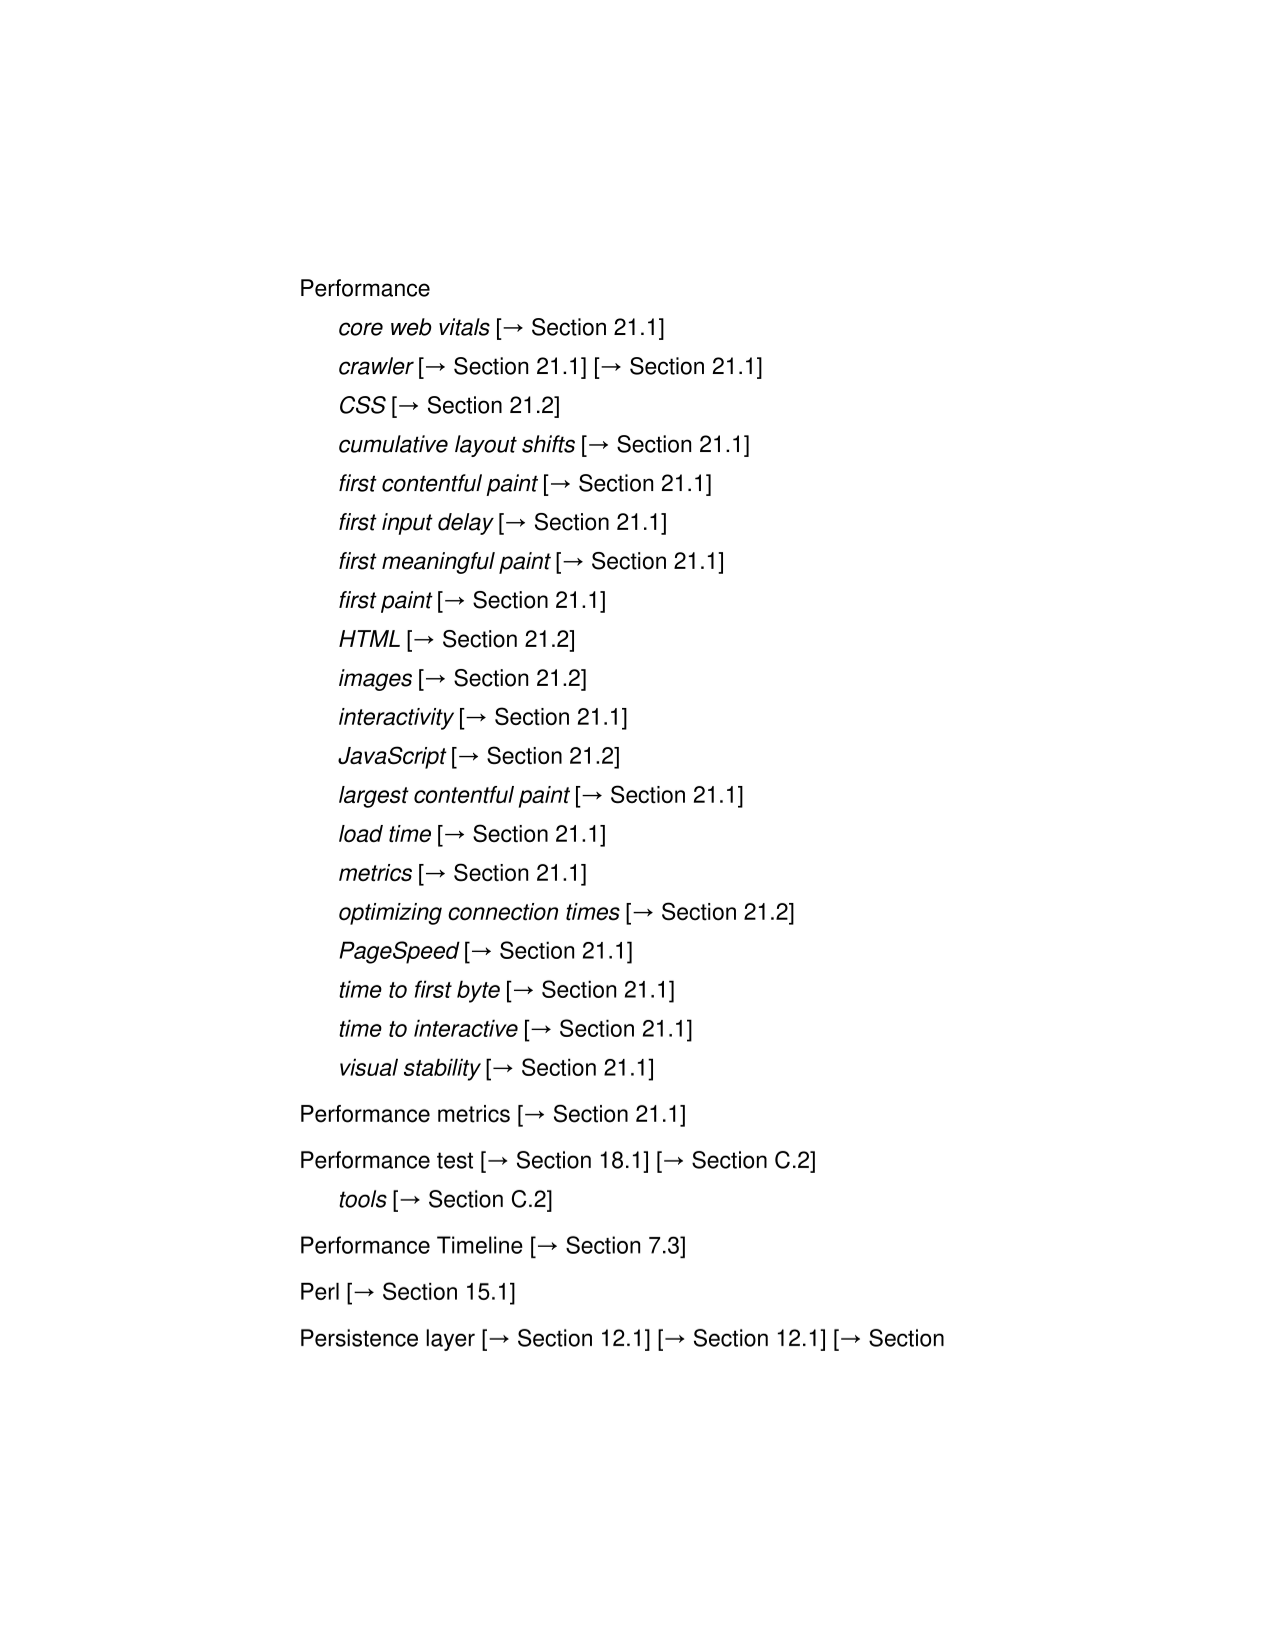 Performance
core web vitals [→ Section 21.1]
crawler [→ Section 21.1] [→ Section 21.1]
CSS [→ Section 21.2]
cumulative layout shifts [→ Section 21.1]
first contentful paint [→ Section 21.1]
first input delay [→ Section 21.1]
first meaningful paint [→ Section 21.1]
first paint [→ Section 21.1]
HTML [→ Section 21.2]
images [→ Section 21.2]
interactivity [→ Section 21.1]
JavaScript [→ Section 21.2]
largest contentful paint [→ Section 21.1]
load time [→ Section 21.1]
metrics [→ Section 21.1]
optimizing connection times [→ Section 21.2]
PageSpeed [→ Section 21.1]
time to first byte [→ Section 21.1]
time to interactive [→ Section 21.1]
visual stability [→ Section 21.1]
Performance metrics [→ Section 21.1]
Performance test [→ Section 18.1] [→ Section C.2]
tools [→ Section C.2]
Performance Timeline [→ Section 7.3]
Perl [→ Section 15.1]
Persistence layer [→ Section 12.1] [→ Section 12.1] [→ Section